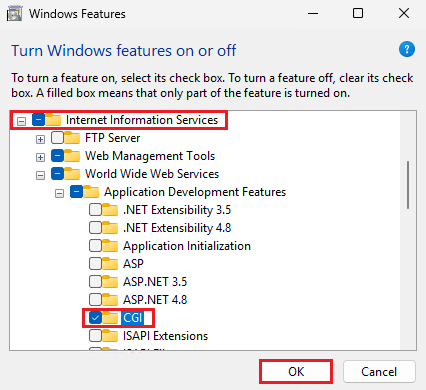 Windows Features
Turn Windows features on or off
To turn a feature on, select its check box. To turn a feature off, clear its check
box. A filled box means that only part of the feature is turned on.
Internet Information Services
FTP Server
Web Management Tools
World Wide Web Services
Application Development Features
.NET Extensibility 3.5
.NET Extensibility 4.8
Application Initialization
ASP
ASP.NET 3.5
ASP.NET 4.8
CGI
ISAPI Extensions
OK
Cancel